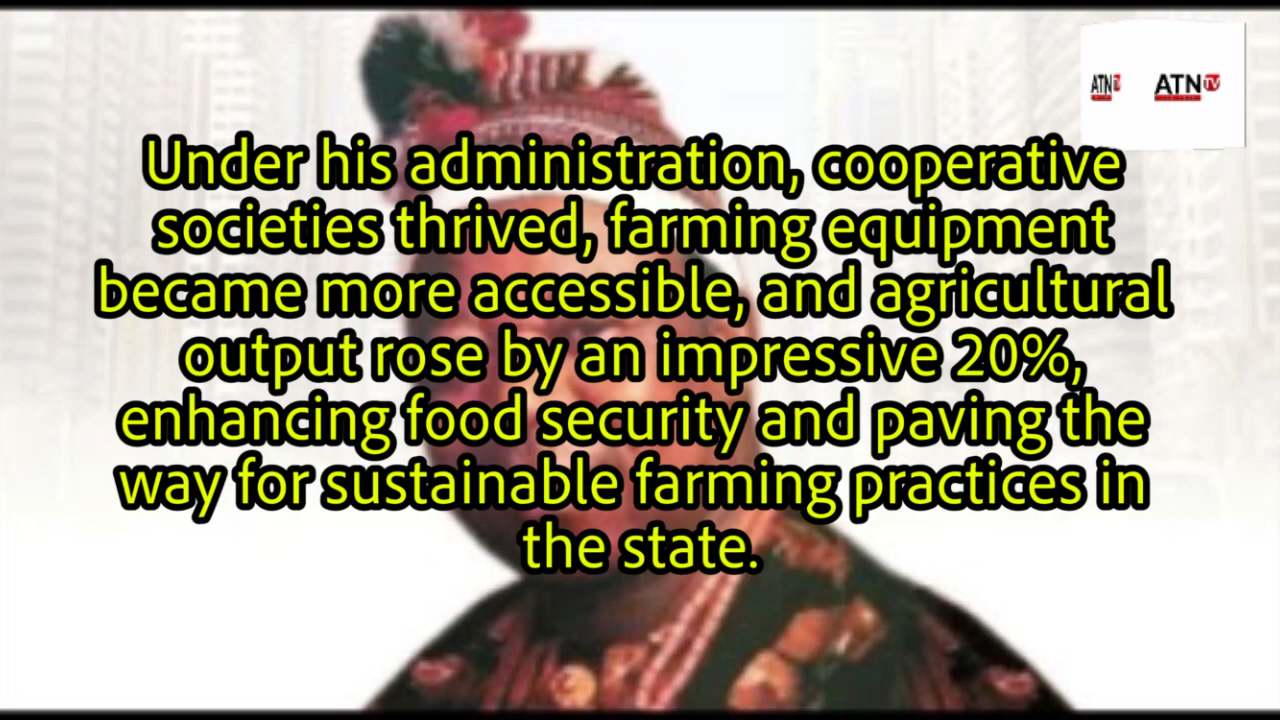 ATN
ATN TV
Under his administration, cooperative
societies thrived, farming equipment
became more accessible, and agricultural
output rose by an impressive 20%,
enhancing food security and paving the
way for sustainable farming practices in
the state.